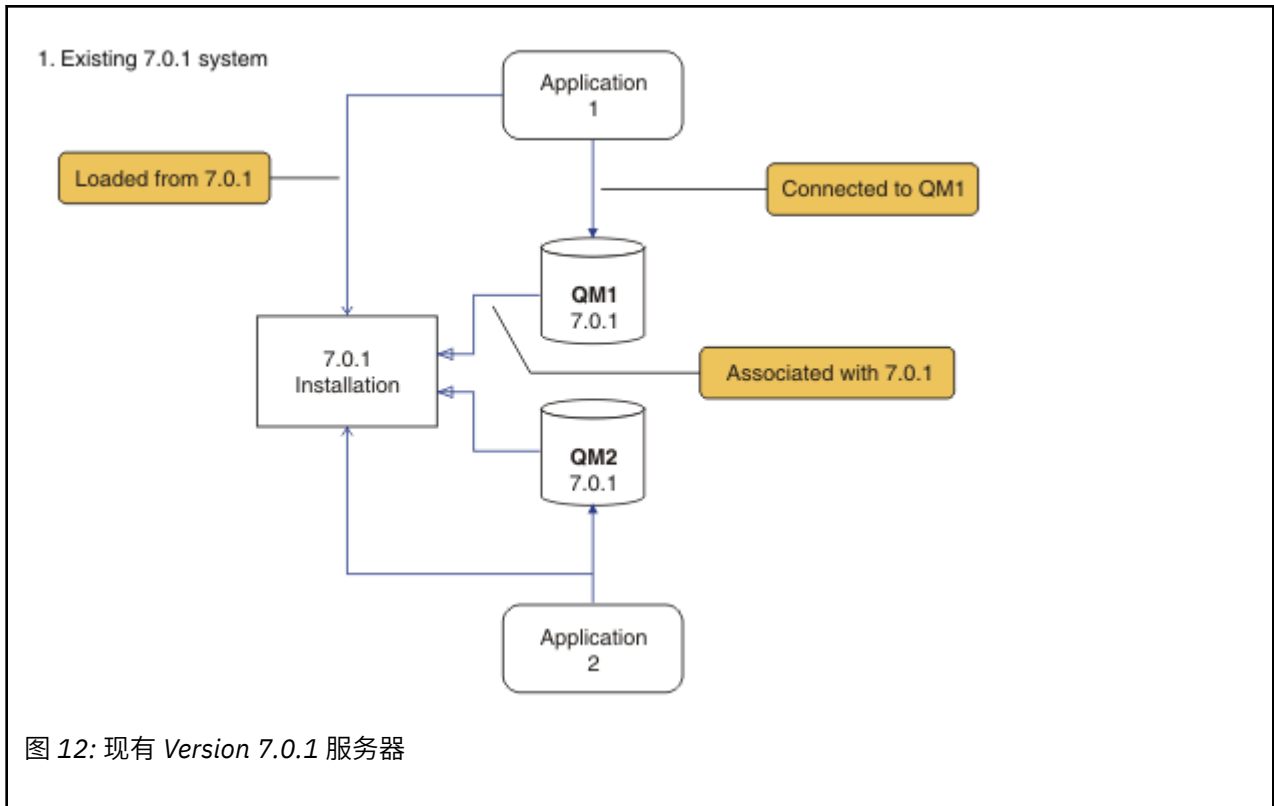 1. Existing 7.0.1 system
Application
1
Loaded from 7.0.1
Connected to QM1
QM1
7.0.1
7.0.1
Installation
Associated with 7.0.1
QM2
7.0.1
Application
2
图 12: 现有 Version 7.0.1 服务器